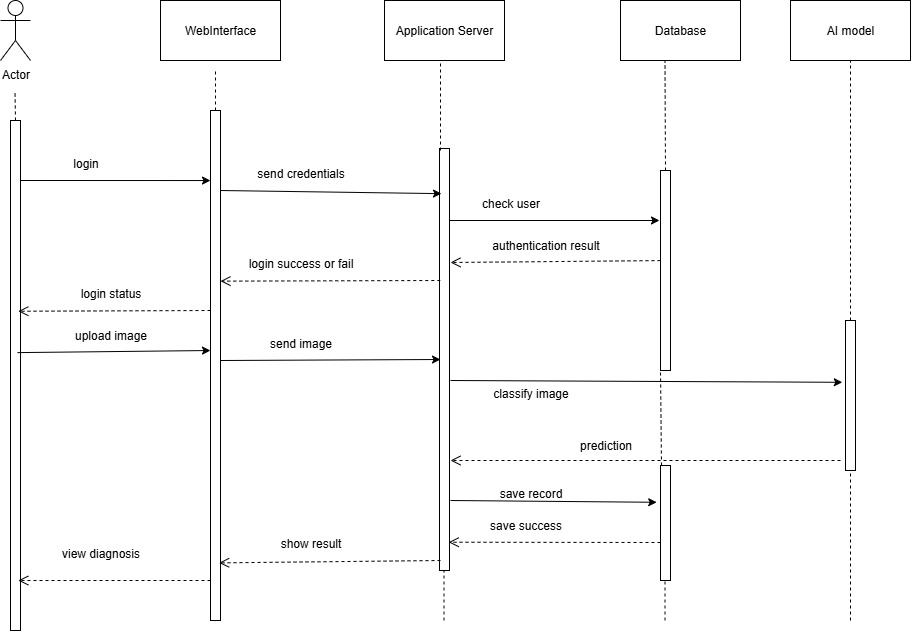 WebInterface
Application Server
Database
AI model
Actor
login
send credentials
check user
authentication result
login success or fail
login status
upload image
send image
classify image
prediction
save record
save success
show result
view diagnosis